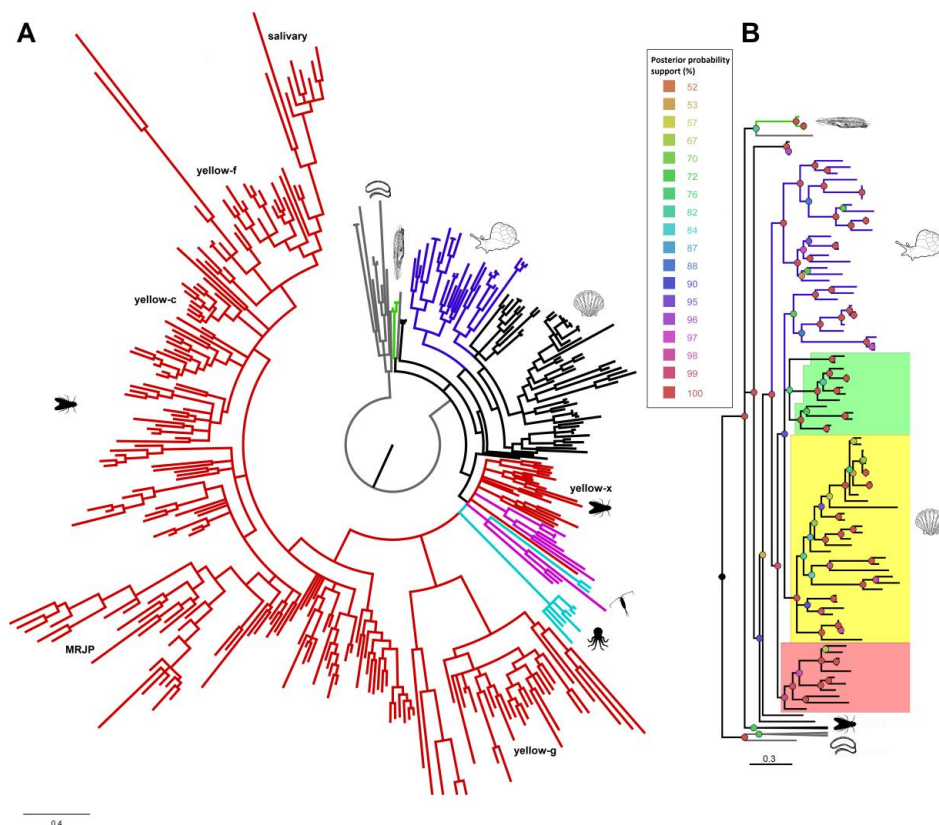 A
salivary
yellow-f
yellow-c
MRJP
yellow-g
yellow-x
0.4
Posterior probability
support (%)
52
53
57
67
70
72
76
82
84
87
88
90
95
96
97
98
99
100
B
0.3